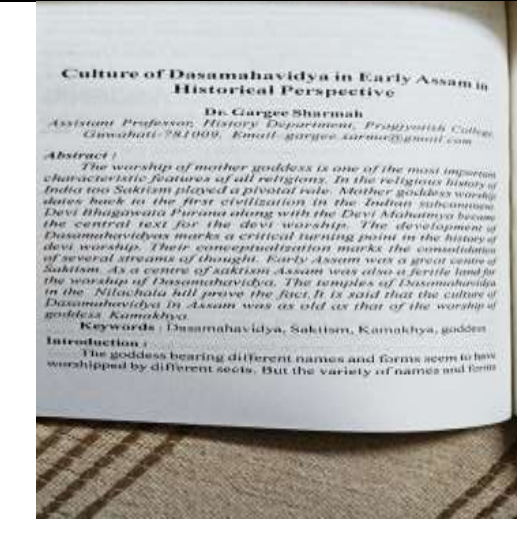 Culture of Dasamahavidya in Early Assam in
Historical Perspective
Dr. Gargee Sharmah
Assistant Professor, History Department, Pragjyotish College,
Guwahati-781009, Email-gargee.sarma@gmail.com
Abstract :
The worship of mother goddess is one of the most important
characteristic features of all religions. In the religious history of
India too Saktism played a pivotal role. Mother goddess worship
dates back to the first civilization in the Indian subcontinent.
Devi Bhagawata Purana along with the Devi Mahatmya became
the central text for the devi worship. The development of
Dasamahavidyas marks a critical turning point in the history of
devi worship. Their conceptualization marks the consolidation
of several streams of thought. Early Assam was a great centre of
Saktism. As a centre of saktism Assam was also a fertile land for
the worship of Dasamahavidya. The temples of Dasamahavidya
in the Nilachala hill prove the fact. It is said that the culture of
Dasamahavidya in Assam was as old as that of the worship of
goddess Kamakhya.
Keywords : Dasamahavidya, Saktism, Kamakhya, goddess
Introduction :
The goddess bearing different names and forms seem to have
worshipped by different sects. But the variety of names and forms